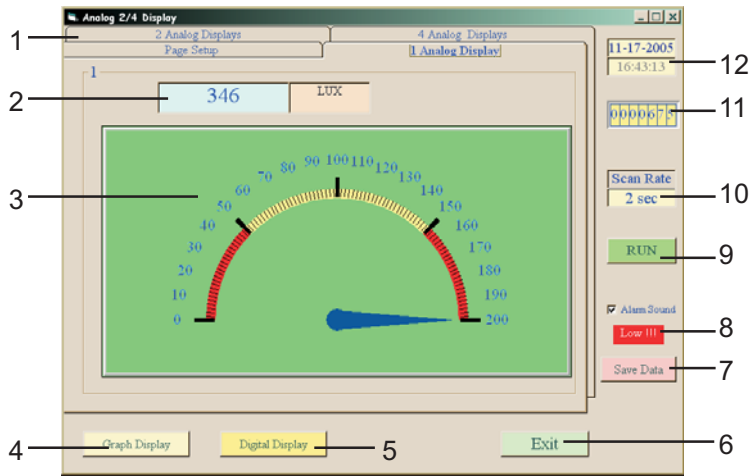 Analog 2/4 Display
1
2 Analog Displays
4 Analog Displays
Page Setup
1 Analog Display
11-17-2005
16:43:13
12
1
2
346
LUX
0000675
11
3
0
10
20
30
40
50
60
70
80
90
100
110
120
130
140
150
160
170
180
190
200
Scan Rate
2 sec
10
RUN
9
Alarm Sound
Low !!!
8
Save Data
7
4
Graph Display
Digital Display
5
Exit
6